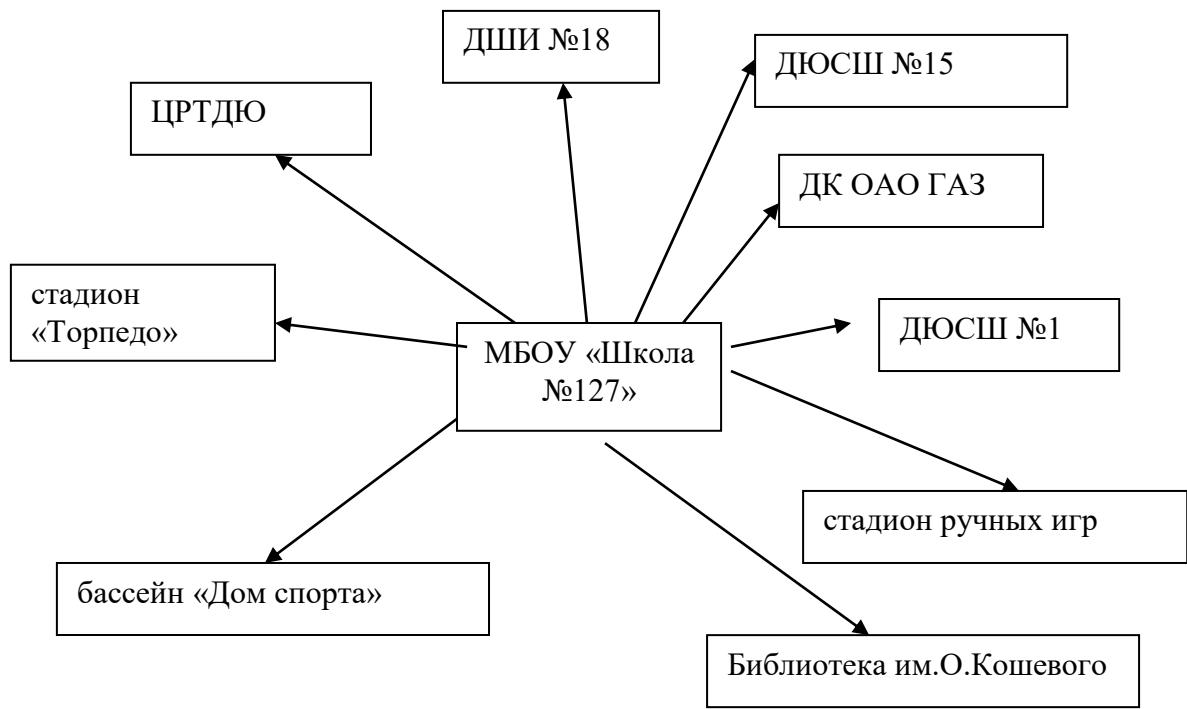 ДШИ №18
ДЮСШ №15
ЦРТДЮ
ДК ОАО ГАЗ
стадион
«Торпедо»
ДЮСШ №1
МБОУ «Школа
№127»
стадион ручных игр
бассейн «Дом спорта»
Библиотека им.О.Кошевого